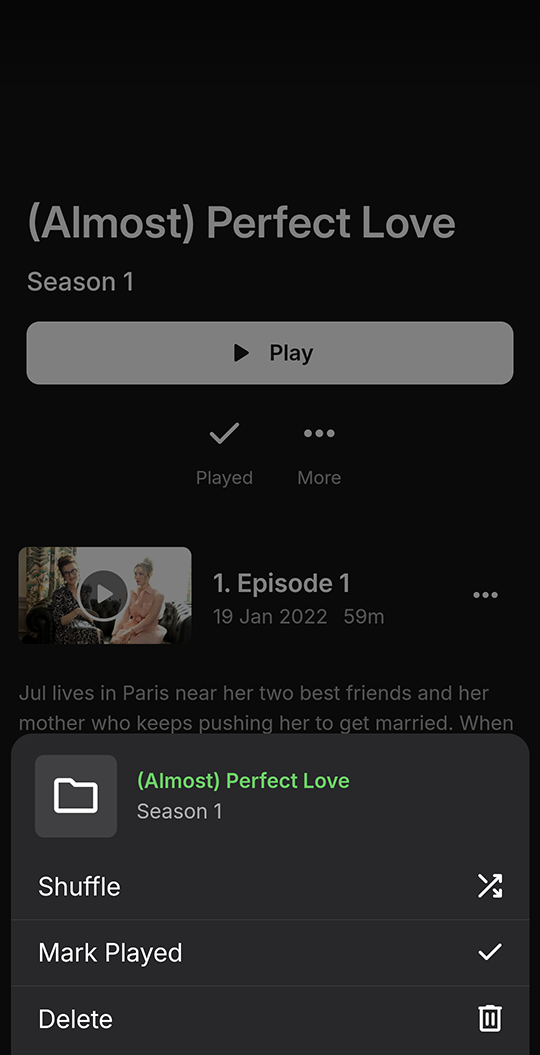 (Almost) Perfect Love
Season 1
Play
Played
More
1. Episode 1
19 Jan 2022 59m
Jul lives in Paris near her two best friends and her
mother who keeps pushing her to get married. When
(Almost) Perfect Love
Season 1
Shuffle
Mark Played
Delete